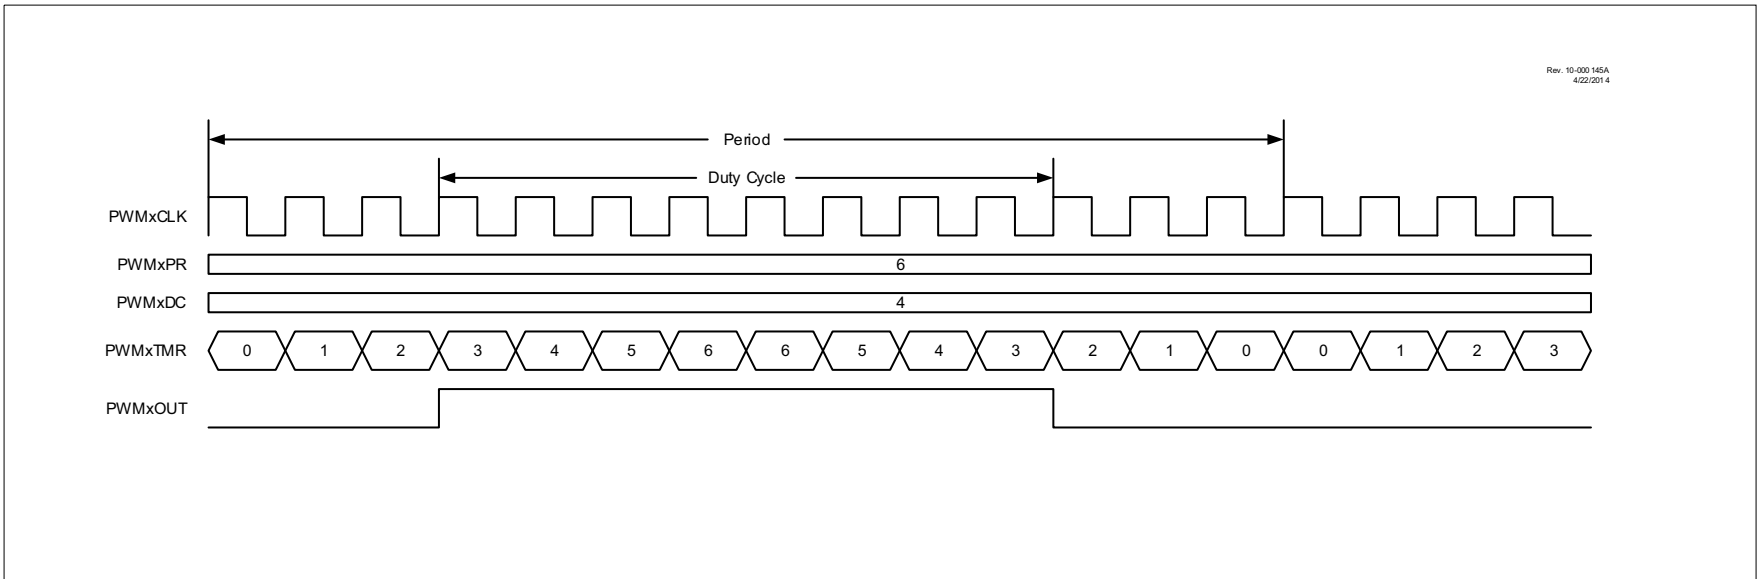 Rev. 10-000 145A
4/22/201 4
Period
Duty Cycle
PWMxCLK
PWMxPR 6
PWMxDC 4
PWMxTMR 0 1 2 3 4 5 6 6 5 4 3 2 1 0 0 1 2 3
PWMxOUT